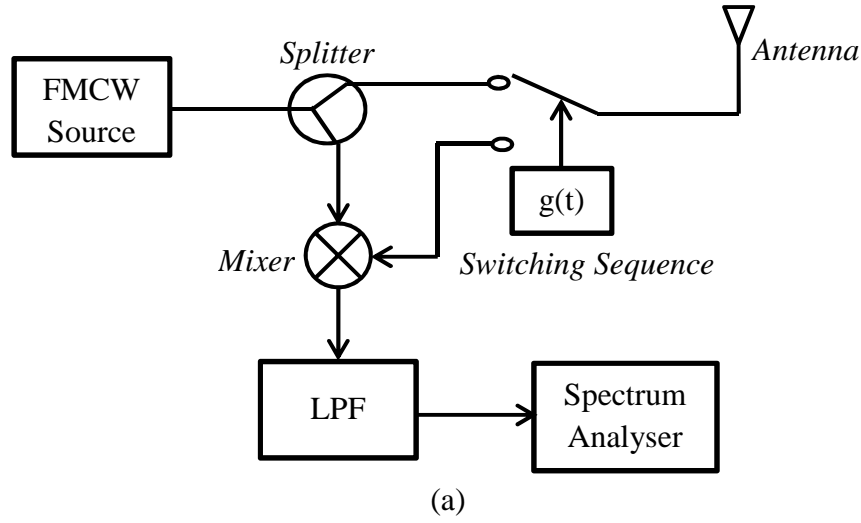 Splitter
Antenna
FMCW
Source
g(t)
Mixer
Switching Sequence
LPF
Spectrum
Analyser
(a)